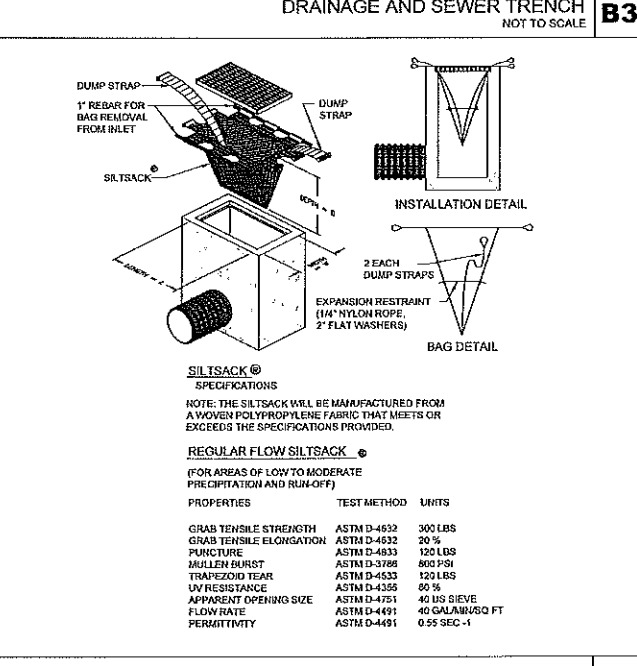 DRAINAGE AND SEWER TRENCH
NOT TO SCALE
B3
DUMP STRAP
1" REBAR FOR
BAG REMOVAL
FROM INLET
DUMP
STRAP
SILTSACK ®
DEPTH = D
LENGTH = L
WIDTH = W
INSTALLATION DETAIL
2 EACH
DUMP STRAPS
EXPANSION RESTRAINT
(1/4" NYLON ROPE,
2" FLAT WASHERS)
BAG DETAIL
SILTSACK ®
SPECIFICATIONS
NOTE: THE SILTSACK WILL BE MANUFACTURED FROM
A WOVEN POLYPROPYLENE FABRIC THAT MEETS OR
EXCEEDS THE SPECIFICATIONS PROVIDED.
REGULAR FLOW SILTSACK ®
(FOR AREAS OF LOW TO MODERATE
PRECIPITATION AND RUN-OFF)
PROPERTIES TEST METHOD UNITS
GRAB TENSILE STRENGTH ASTM D-4632 300 LBS
GRAB TENSILE ELONGATION ASTM D-4632 20 %
PUNCTURE ASTM D-4833 120 LBS
MULLEN BURST ASTM D-3786 800 PSI
TRAPEZOID TEAR ASTM D-4533 120 LBS
UV RESISTANCE ASTM D-4355 80 %
APPARENT OPENING SIZE ASTM D-4751 40 US SIEVE
FLOW RATE ASTM D-4491 40 GAL/MIN/SQ FT
PERMITTIVITY ASTM D-4491 0.55 SEC -1